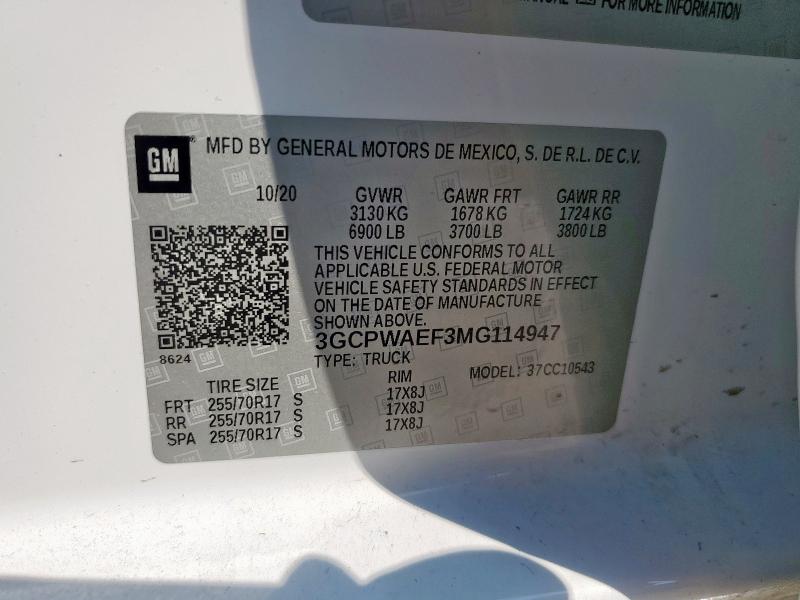 FOR MORE INFORMATION
GM
MFD BY GENERAL MOTORS DE MEXICO, S. DE R.L. DE C.V.
10/20 GVWR GAWR FRT GAWR RR
3130 KG 1678 KG 1724 KG
6900 LB 3700 LB 3800 LB
THIS VEHICLE CONFORMS TO ALL
APPLICABLE U.S. FEDERAL MOTOR
VEHICLE SAFETY STANDARDS IN EFFECT
ON THE DATE OF MANUFACTURE
SHOWN ABOVE.
3GCPWAEF3MG114947
8624
TYPE: TRUCK
MODEL: 37CC10543
TIRE SIZE RIM
FRT 255/70R17 S 17X8J
RR 255/70R17 S 17X8J
SPA 255/70R17 S 17X8J